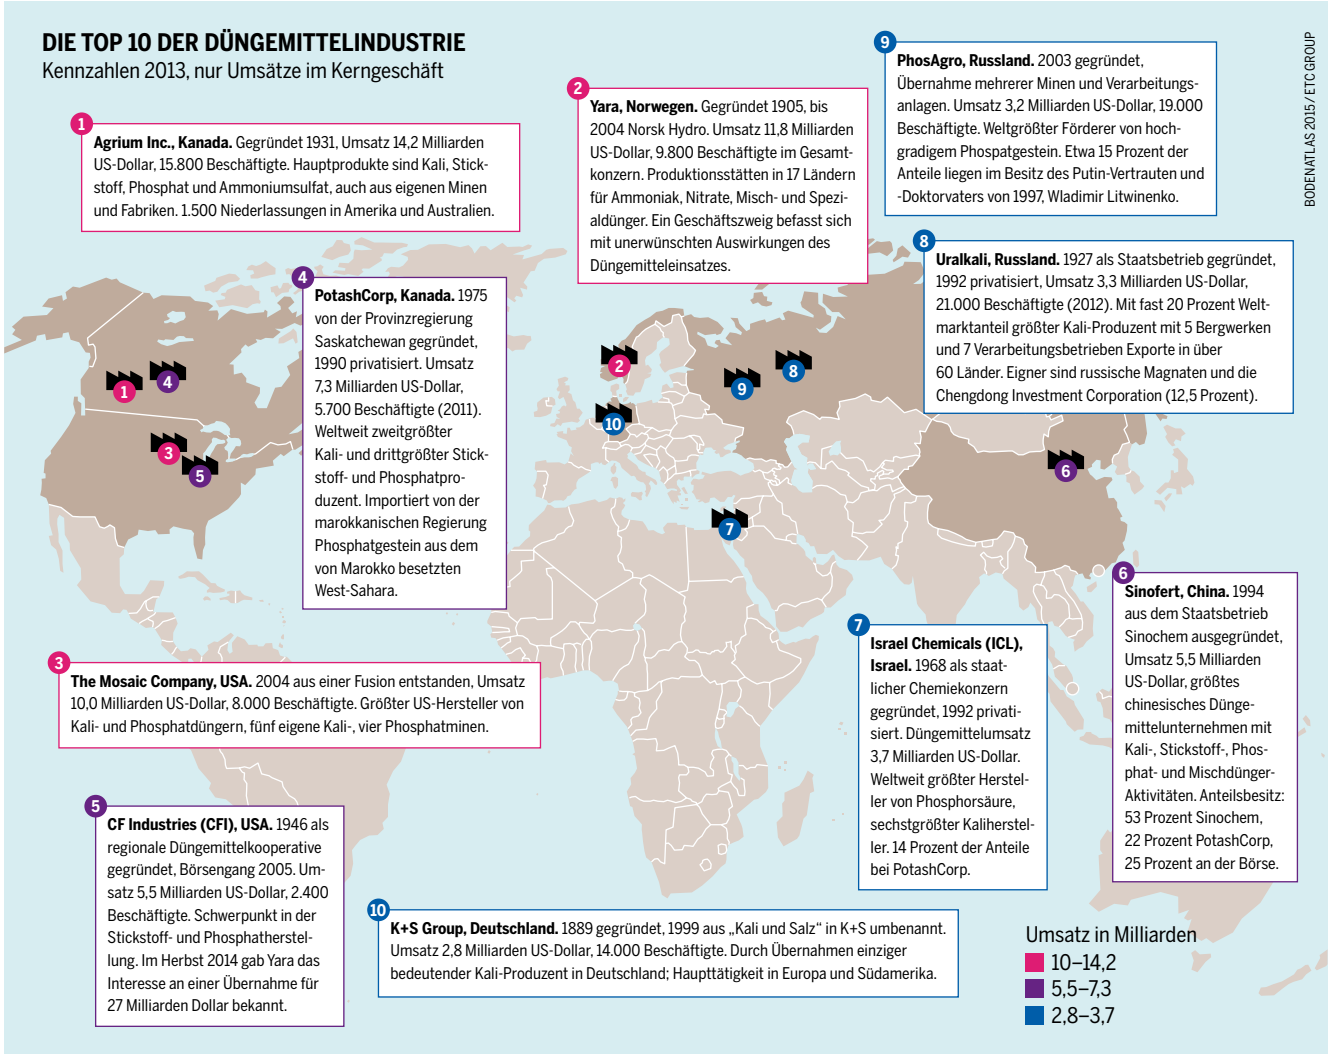 DIE TOP 10 DER DÜNGEMITTELINDUSTRIE
Kennzahlen 2013, nur Umsätze im Kerngeschäft
BODENATLAS 2015 / ETC GROUP
1
Agrium Inc., Kanada. Gegründet 1931, Umsatz 14,2 Milliarden
US-Dollar, 15.800 Beschäftigte. Hauptprodukte sind Kali, Stick-
stoff, Phosphat und Ammoniumsulfat, auch aus eigenen Minen
und Fabriken. 1.500 Niederlassungen in Amerika und Australien.
2
Yara, Norwegen. Gegründet 1905, bis
2004 Norsk Hydro. Umsatz 11,8 Milliarden
US-Dollar, 9.800 Beschäftigte im Gesamt-
konzern. Produktionsstätten in 17 Ländern
für Ammoniak, Nitrate, Misch- und Spezi-
aldünger. Ein Geschäftszweig befasst sich
mit unerwünschten Auswirkungen des
Düngemitteleinsatzes.
9
PhosAgro, Russland. 2003 gegründet,
Übernahme mehrerer Minen und Verarbeitungs-
anlagen. Umsatz 3,2 Milliarden US-Dollar, 19.000
Beschäftigte. Weltgrößter Förderer von hoch-
gradigem Phospatgestein. Etwa 15 Prozent der
Anteile liegen im Besitz des Putin-Vertrauten und
-Doktorvaters von 1997, Wladimir Litwinenko.
8
Uralkali, Russland. 1927 als Staatsbetrieb gegründet,
1992 privatisiert, Umsatz 3,3 Milliarden US-Dollar,
21.000 Beschäftigte (2012). Mit fast 20 Prozent Welt-
marktanteil größter Kali-Produzent mit 5 Bergwerken
und 7 Verarbeitungsbetrieben Exporte in über
60 Länder. Eigner sind russische Magnaten und die
Chengdong Investment Corporation (12,5 Prozent).
4
PotashCorp, Kanada. 1975
von der Provinzregierung
Saskatchewan gegründet,
1990 privatisiert. Umsatz
7,3 Milliarden US-Dollar,
5.700 Beschäftigte (2011).
Weltweit zweitgrößter
Kali- und drittgrößter Stick-
stoff- und Phosphatpro-
duzent. Importiert von der
marokkanischen Regierung
Phosphatgestein aus dem
von Marokko besetzten
West-Sahara.
1
4
3
5
2
10
9
8
7
6
3
The Mosaic Company, USA. 2004 aus einer Fusion entstanden, Umsatz
10,0 Milliarden US-Dollar, 8.000 Beschäftigte. Größter US-Hersteller von
Kali- und Phosphatdüngern, fünf eigene Kali-, vier Phosphatminen.
5
CF Industries (CFI), USA. 1946 als
regionale Düngemittelkooperative
gegründet, Börsengang 2005. Um-
satz 5,5 Milliarden US-Dollar, 2.400
Beschäftigte. Schwerpunkt in der
Stickstoff- und Phosphatherstel-
lung. Im Herbst 2014 gab Yara das
Interesse an einer Übernahme für
27 Milliarden Dollar bekannt.
10
K+S Group, Deutschland. 1889 gegründet, 1999 aus „Kali und Salz“ in K+S umbenannt.
Umsatz 2,8 Milliarden US-Dollar, 14.000 Beschäftigte. Durch Übernahmen einziger
bedeutender Kali-Produzent in Deutschland; Haupttätigkeit in Europa und Südamerika.
7
Israel Chemicals (ICL),
Israel. 1968 als staat-
licher Chemiekonzern
gegründet, 1992 privati-
siert. Düngemittelumsatz
3,7 Milliarden US-Dollar.
Weltweit größter Herstel-
ler von Phosphorsäure,
sechstgrößter Kaliherstel-
ler. 14 Prozent der Anteile
bei PotashCorp.
6
Sinofert, China. 1994
aus dem Staatsbetrieb
Sinochem ausgegründet,
Umsatz 5,5 Milliarden
US-Dollar, größtes
chinesisches Dünge-
mittelunternehmen mit
Kali-, Stickstoff-, Phos-
phat- und Mischdünger-
Aktivitäten. Anteilsbesitz:
53 Prozent Sinochem,
22 Prozent PotashCorp,
25 Prozent an der Börse.
Umsatz in Milliarden
10–14,2
5,5–7,3
2,8–3,7